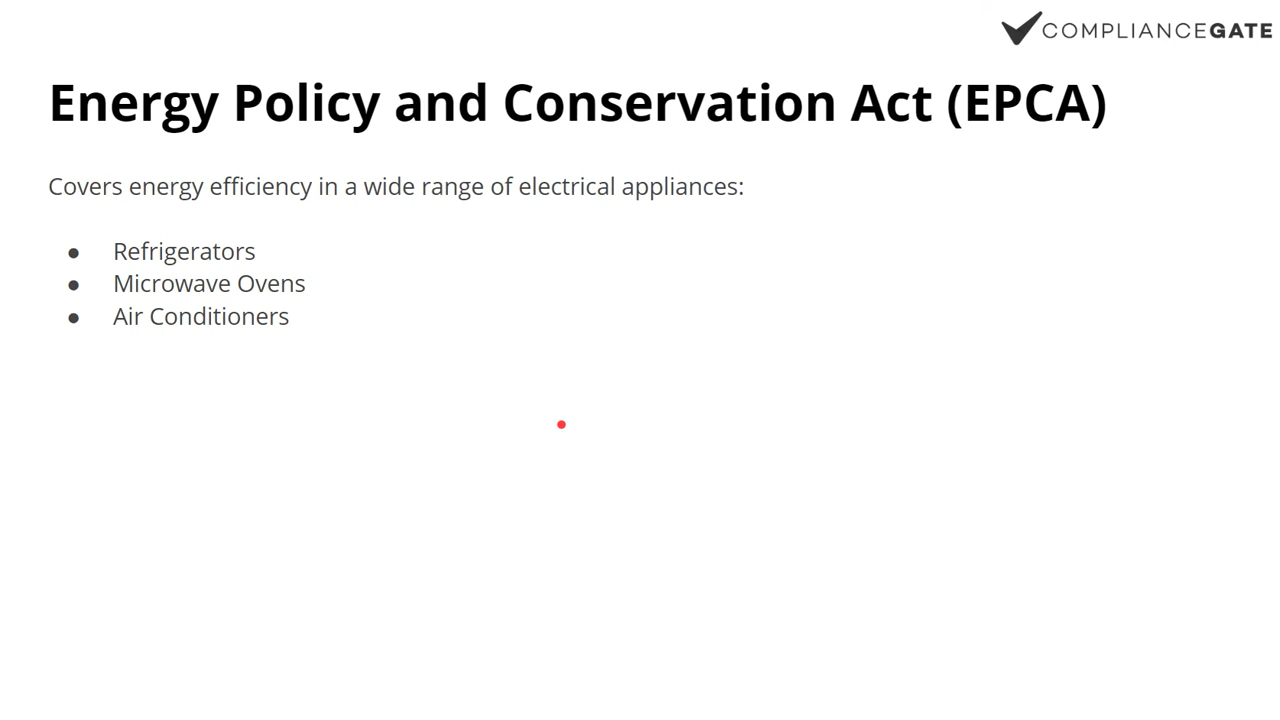 COMPLIANCEGATE
Energy Policy and Conservation Act (EPCA)
Covers energy efficiency in a wide range of electrical appliances:
● Refrigerators
● Microwave Ovens
● Air Conditioners